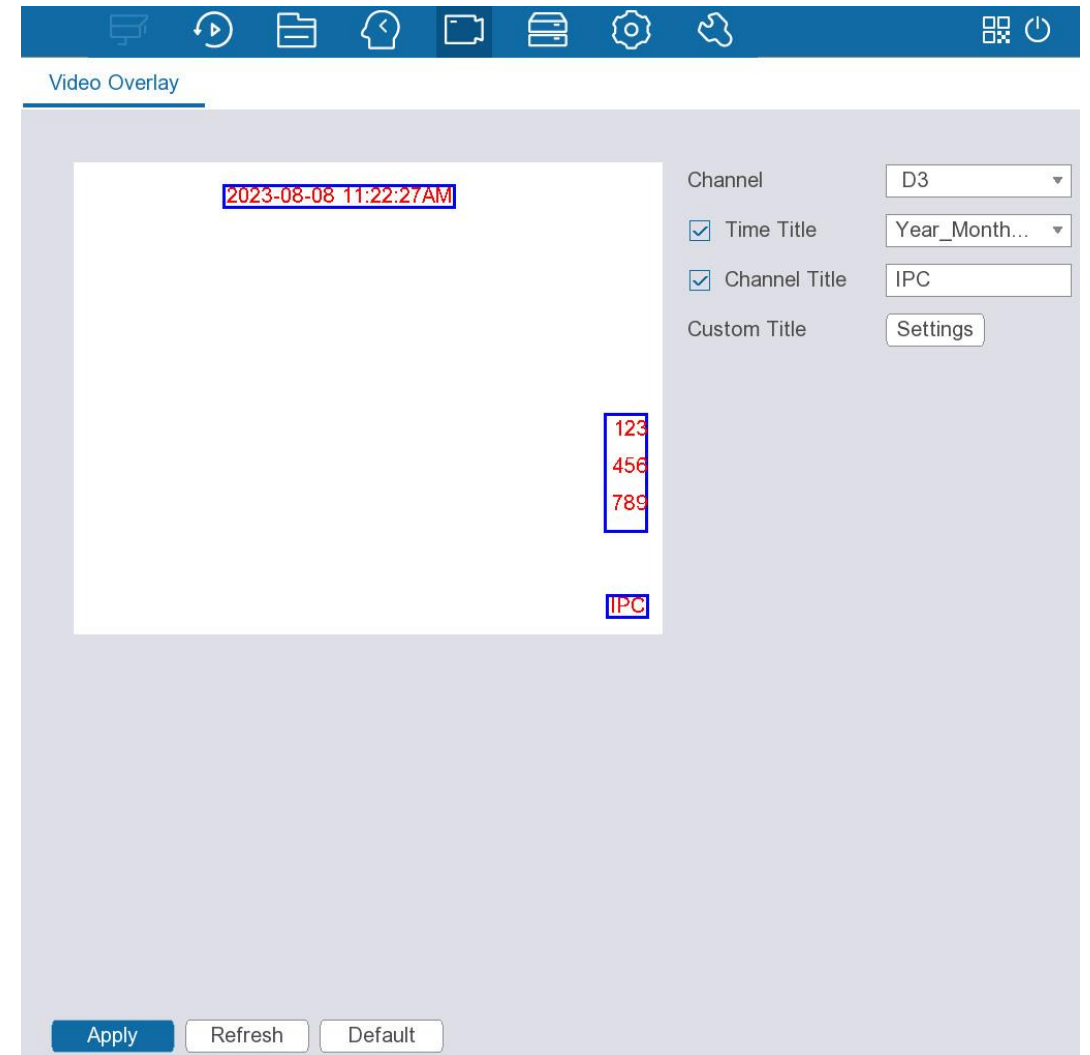 Video Overlay
2023-08-08 11:22:27AM
123
456
789
IPC
Channel
D3
Time Title
Year_Month...
Channel Title
IPC
Custom Title
Settings
Apply
Refresh
Default